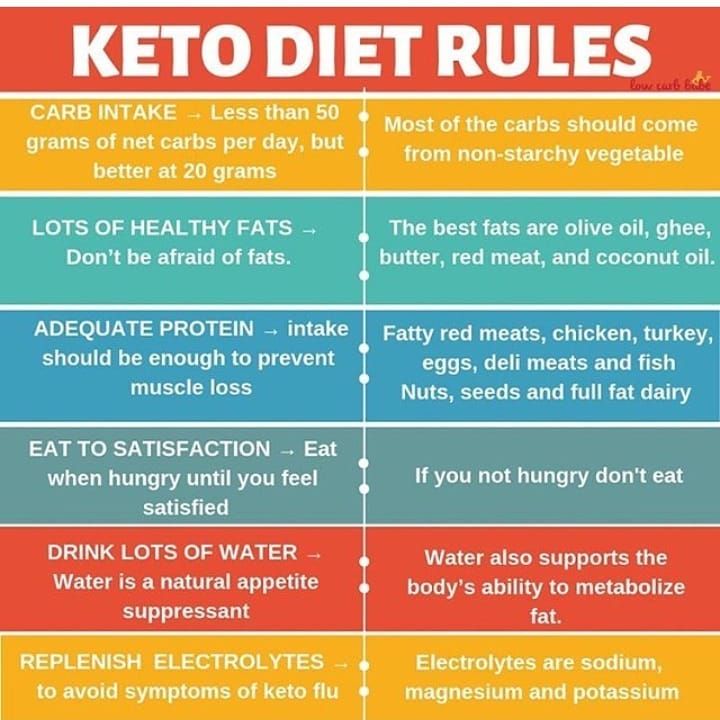 KETO DIET RULES
low carb babe
CARB INTAKE → Less than 50
grams of net carbs per day, but
better at 20 grams
Most of the carbs should come
from non-starchy vegetable
LOTS OF HEALTHY FATS →
Don't be afraid of fats.
The best fats are olive oil, ghee,
butter, red meat, and coconut oil.
ADEQUATE PROTEIN → intake
should be enough to prevent
muscle loss
Fatty red meats, chicken, turkey,
eggs, deli meats and fish
Nuts, seeds and full fat dairy
EAT TO SATISFACTION → Eat
when hungry until you feel
satisfied
If you not hungry don't eat
DRINK LOTS OF WATER →
Water is a natural appetite
suppressant
Water also supports the
body's ability to metabolize
fat.
REPLENISH ELECTROLYTES →
to avoid symptoms of keto flu
Electrolytes are sodium,
magnesium and potassium